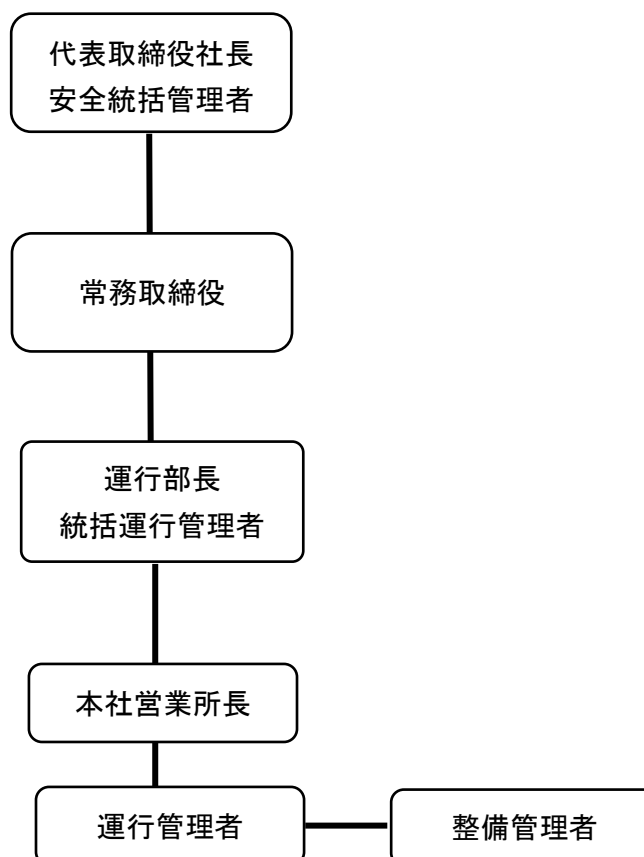 代表取締役社長
安全統括管理者
常務取締役
運行部長
統括運行管理者
本社営業所長
運行管理者
整備管理者